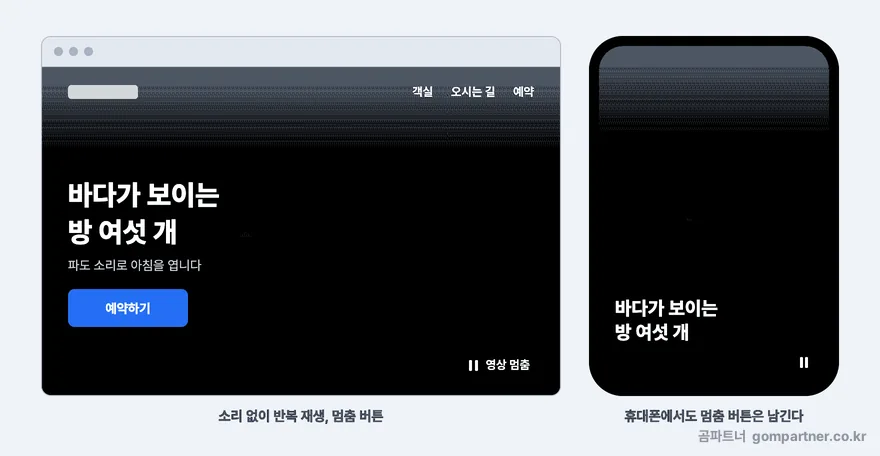 객실 오시는 길 예약
바다가 보이는
방 여섯 개
파도 소리로 아침을 엽니다
예약하기
영상 멈춤
소리 없이 반복 재생, 멈춤 버튼
바다가 보이는
방 여섯 개
휴대폰에서도 멈춤 버튼은 남긴다
곰파트너 gompartner.co.kr